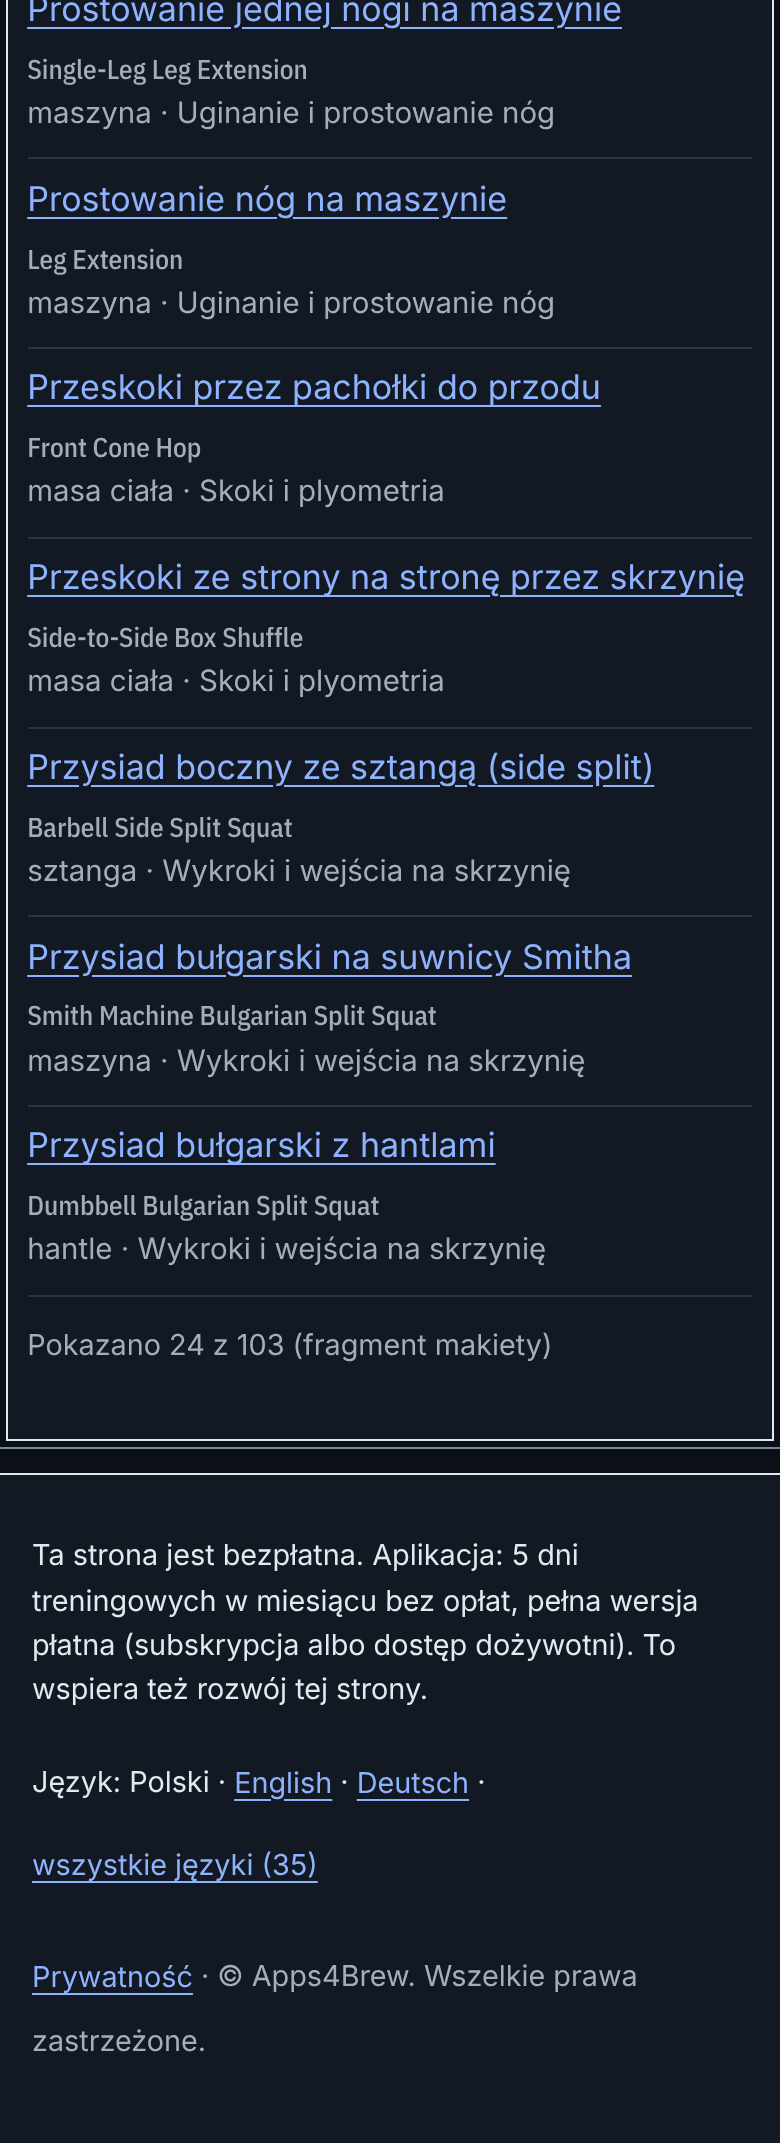 Prostowanie jednej nogi na maszynie
Single-Leg Leg Extension
maszyna · Uginanie i prostowanie nóg
Prostowanie nóg na maszynie
Leg Extension
maszyna · Uginanie i prostowanie nóg
Przeskoki przez pachołki do przodu
Front Cone Hop
masa ciała · Skoki i plyometria
Przeskoki ze strony na stronę przez skrzynię
Side-to-Side Box Shuffle
masa ciała · Skoki i plyometria
Przysiad boczny ze sztangą (side split)
Barbell Side Split Squat
sztanga · Wykroki i wejścia na skrzynię
Przysiad bułgarski na suwnicy Smitha
Smith Machine Bulgarian Split Squat
maszyna · Wykroki i wejścia na skrzynię
Przysiad bułgarski z hantlami
Dumbbell Bulgarian Split Squat
hantle · Wykroki i wejścia na skrzynię
Pokazano 24 z 103 (fragment makiety)
Ta strona jest bezpłatna. Aplikacja: 5 dni
treningowych w miesiącu bez opłat, pełna wersja
płatna (subskrypcja albo dostęp dożywotni). To
wspiera też rozwój tej strony.
Język: Polski · English · Deutsch ·
wszystkie języki (35)
Prywatność · © Apps4Brew. Wszelkie prawa
zastrzeżone.